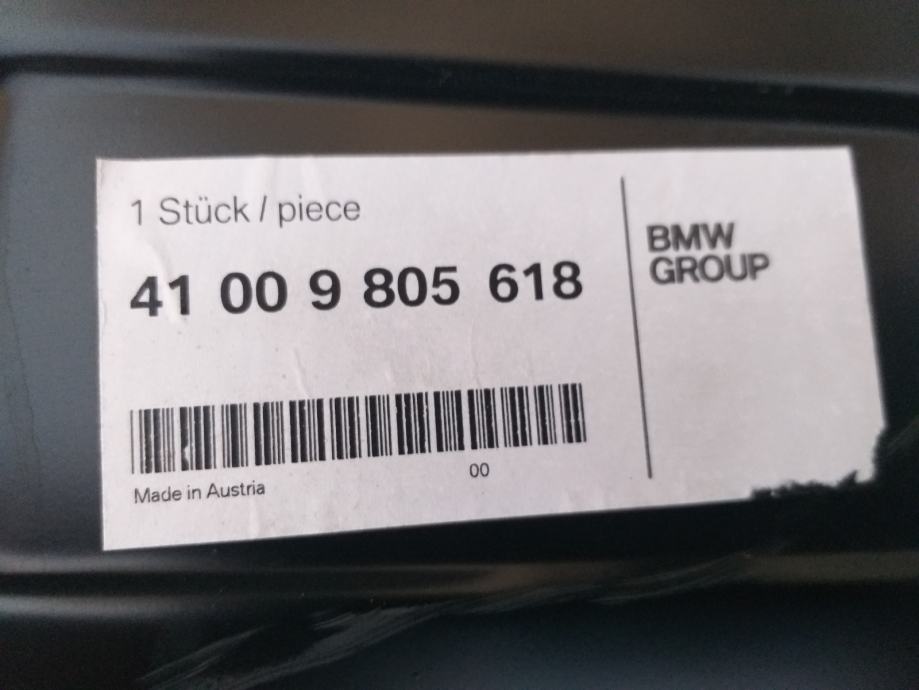 1 Stück / piece
41 00 9 805 618
BMW
GROUP
00
Made in Austria